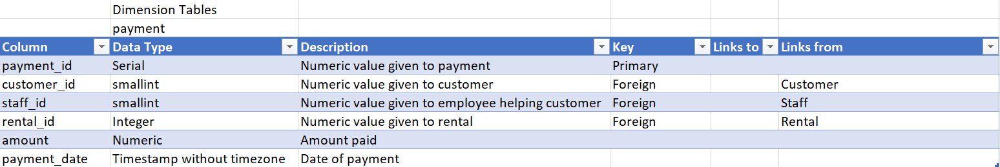 Dimension Tables
payment
Column Data Type Description Key Links to Links from
payment_id Serial Numeric value given to payment Primary
customer_id smallint Numeric value given to customer Foreign Customer
staff_id smallint Numeric value given to employee helping customer Foreign Staff
rental_id Integer Numeric value given to rental Foreign Rental
amount Numeric Amount paid
payment_date Timestamp without timezone Date of payment